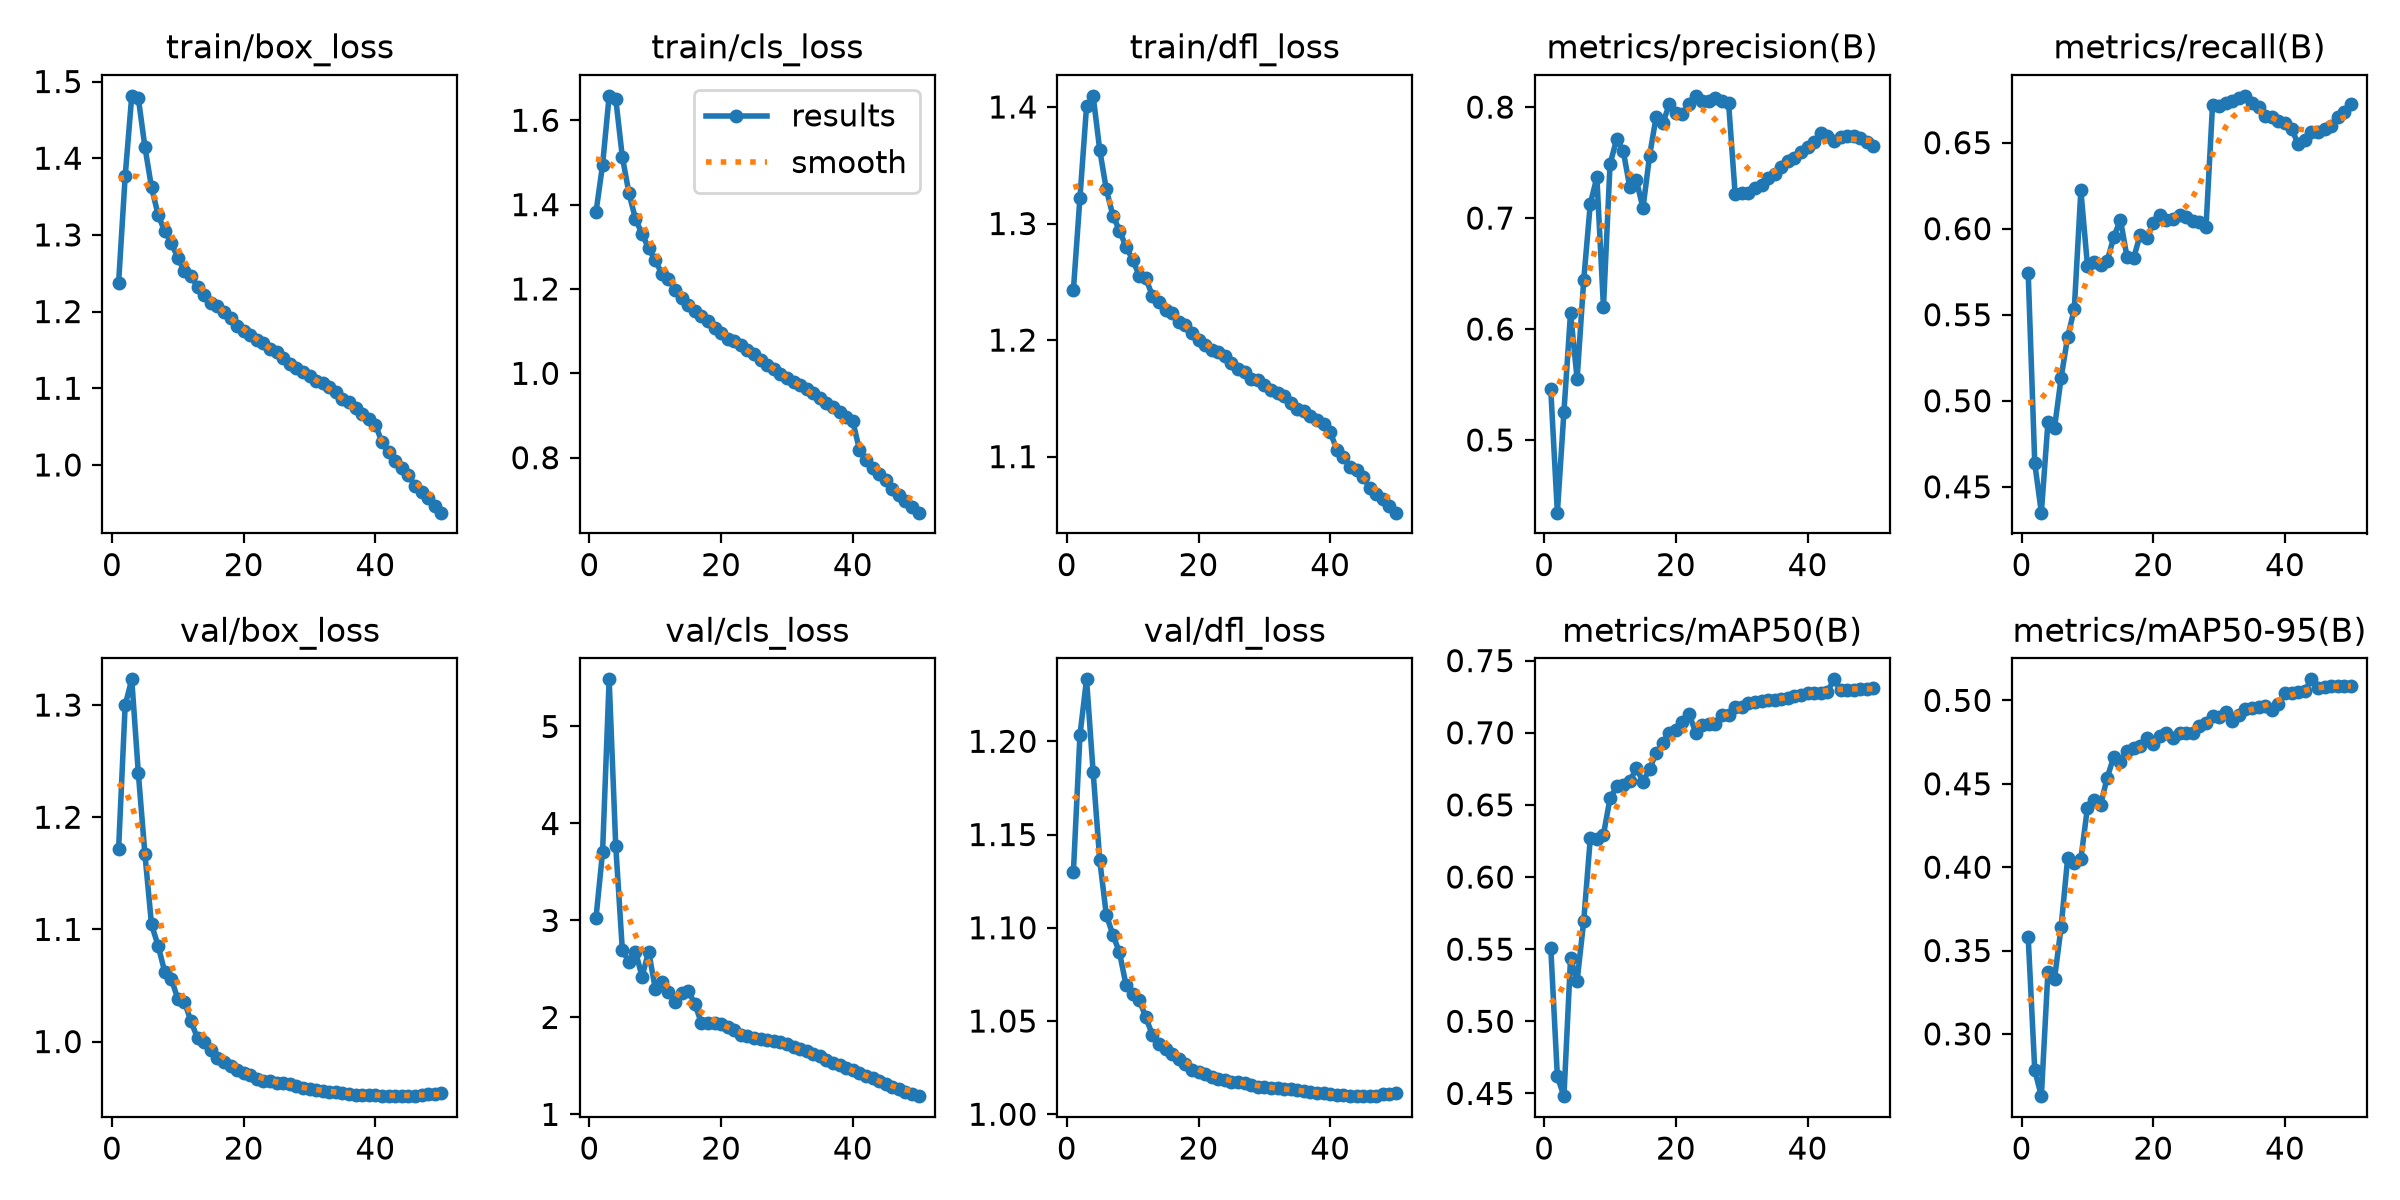 train/box_loss
1.5
1.4
1.3
1.2
1.1
1.0
0 20 40
train/cls_loss
results
smooth
1.6
1.4
1.2
1.0
0.8
0 20 40
train/dfl_loss
1.4
1.3
1.2
1.1
0 20 40
metrics/precision(B)
0.8
0.7
0.6
0.5
0 20 40
metrics/recall(B)
0.65
0.60
0.55
0.50
0.45
0 20 40
val/box_loss
1.3
1.2
1.1
1.0
0 20 40
val/cls_loss
5
4
3
2
1
0 20 40
val/dfl_loss
1.20
1.15
1.10
1.05
1.00
0 20 40
metrics/mAP50(B)
0.75
0.70
0.65
0.60
0.55
0.50
0.45
0 20 40
metrics/mAP50-95(B)
0.50
0.45
0.40
0.35
0.30
0 20 40